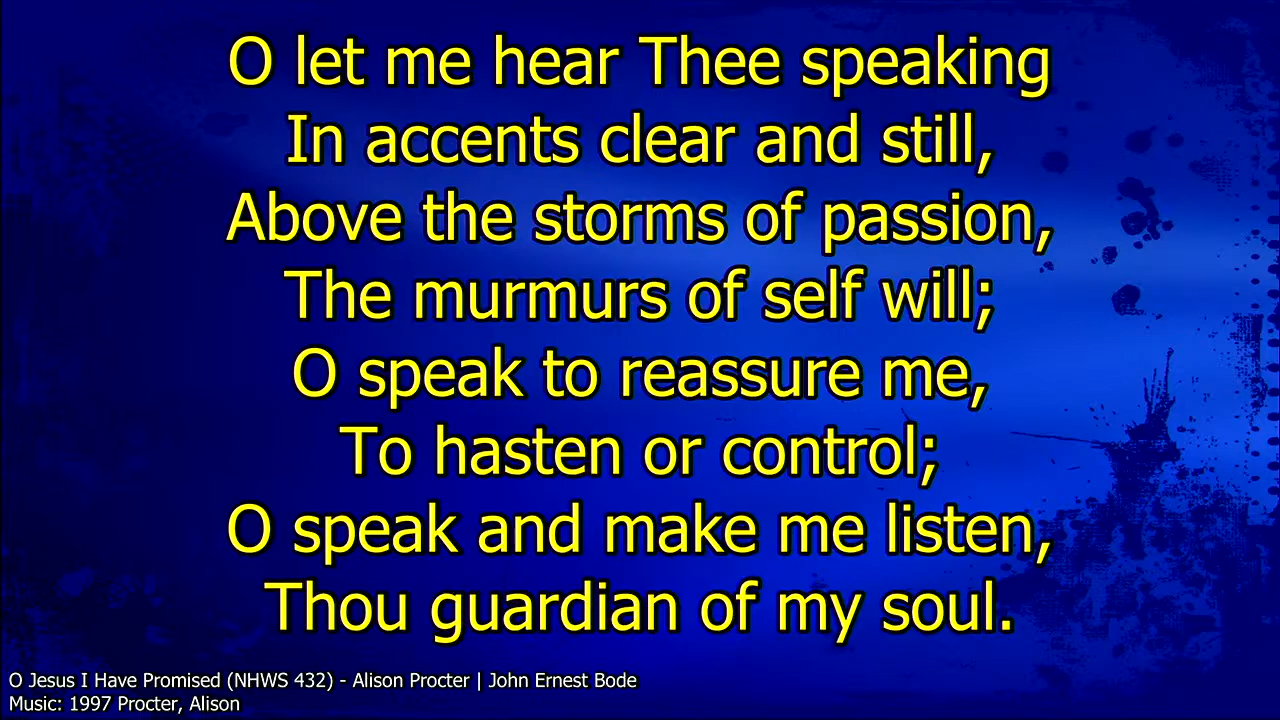 O let me hear Thee speaking
In accents clear and still,
Above the storms of passion,
The murmurs of self will;
O speak to reassure me,
To hasten or control;
O speak and make me listen,
Thou guardian of my soul.
O Jesus I Have Promised (NHWS 432) - Alison Procter | John Ernest Bode
Music: 1997 Procter, Alison